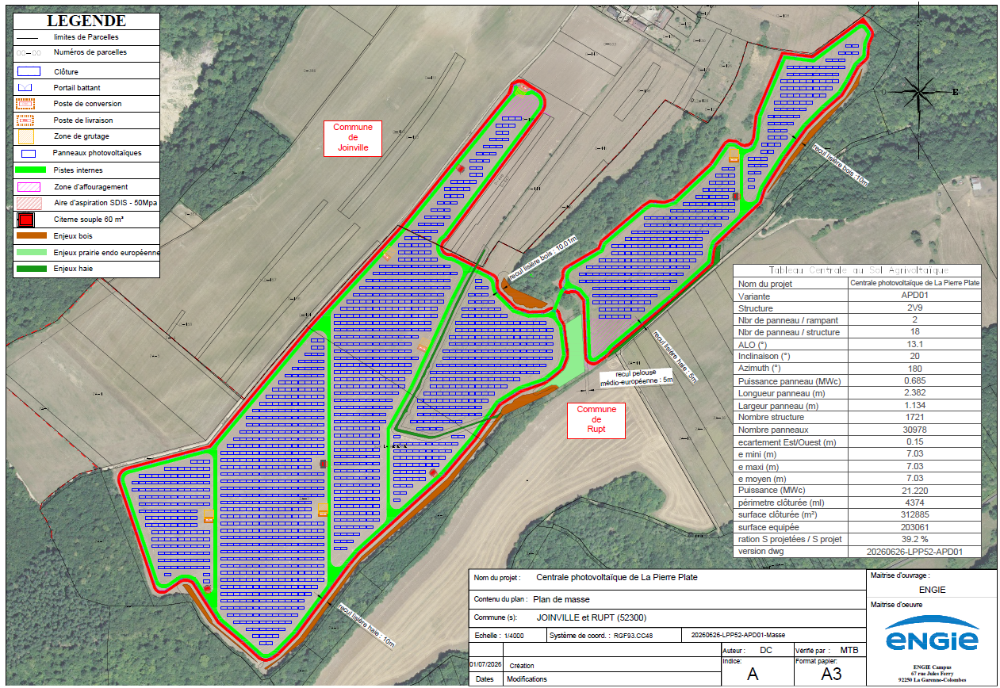 LEGENDE
limites de Parcelles
00-00 Numéros de parcelles
Clôture
Portail battant
Poste de conversion
Poste de livraison
Zone de grutage
Panneaux photovoltaïques
Pistes internes
Zone d'affouragement
Aire d'aspiration SDIS - 50Mpa
Citerne souple 60 m³
Enjeux bois
Enjeux prairie endo européenne
Enjeux haie
Commune
de
Joinville
E
recul lisière bois : 10m
recul lisière bois : 10,01m
recul lisière haie : 5m
recul pelouse
médio-européenne : 5m
Commune
de
Rupt
recul lisière haie : 10m
Tableau Centrale au Sol Agrivoltaïque
Nom du projet Centrale photovoltaïque de La Pierre Plate
Variante APD01
Structure 2V9
Nbr de panneau / rampant 2
Nbr de panneau / structure 18
ALO (°) 13.1
Inclinaison (°) 20
Azimuth (°) 180
Puissance panneau (MWc) 0.685
Longueur panneau (m) 2.382
Largeur panneau (m) 1.134
Nombre structure 1721
Nombre panneaux 30978
ecartement Est/Ouest (m) 0.15
e mini (m) 7.03
e maxi (m) 7.03
e moyen (m) 7.03
Puissance (MWc) 21.220
périmetre clôturée (ml) 4374
surface clôturée (m²) 312885
surface equipée 203061
ration S projetées / S projet 39.2 %
version dwg 20260626-LPP52-APD01
Nom du projet : Centrale photovoltaïque de La Pierre Plate
Contenu du plan : Plan de masse
Commune (s): JOINVILLE et RUPT (52300)
Echelle : 1/4000 Système de coord. : RGF93.CC48 20260626-LPP52-APD01-Masse
Auteur : DC Vérifié par : MTB
Indice: A Format papier: A3
01/07/2026 Création
Dates Modifications
Maitrise d'ouvrage :
ENGIE
Maitrise d'oeuvre
ENGIE
ENGIE Campus
67 rue Jules Ferry
92250 La Garenne-Colombes